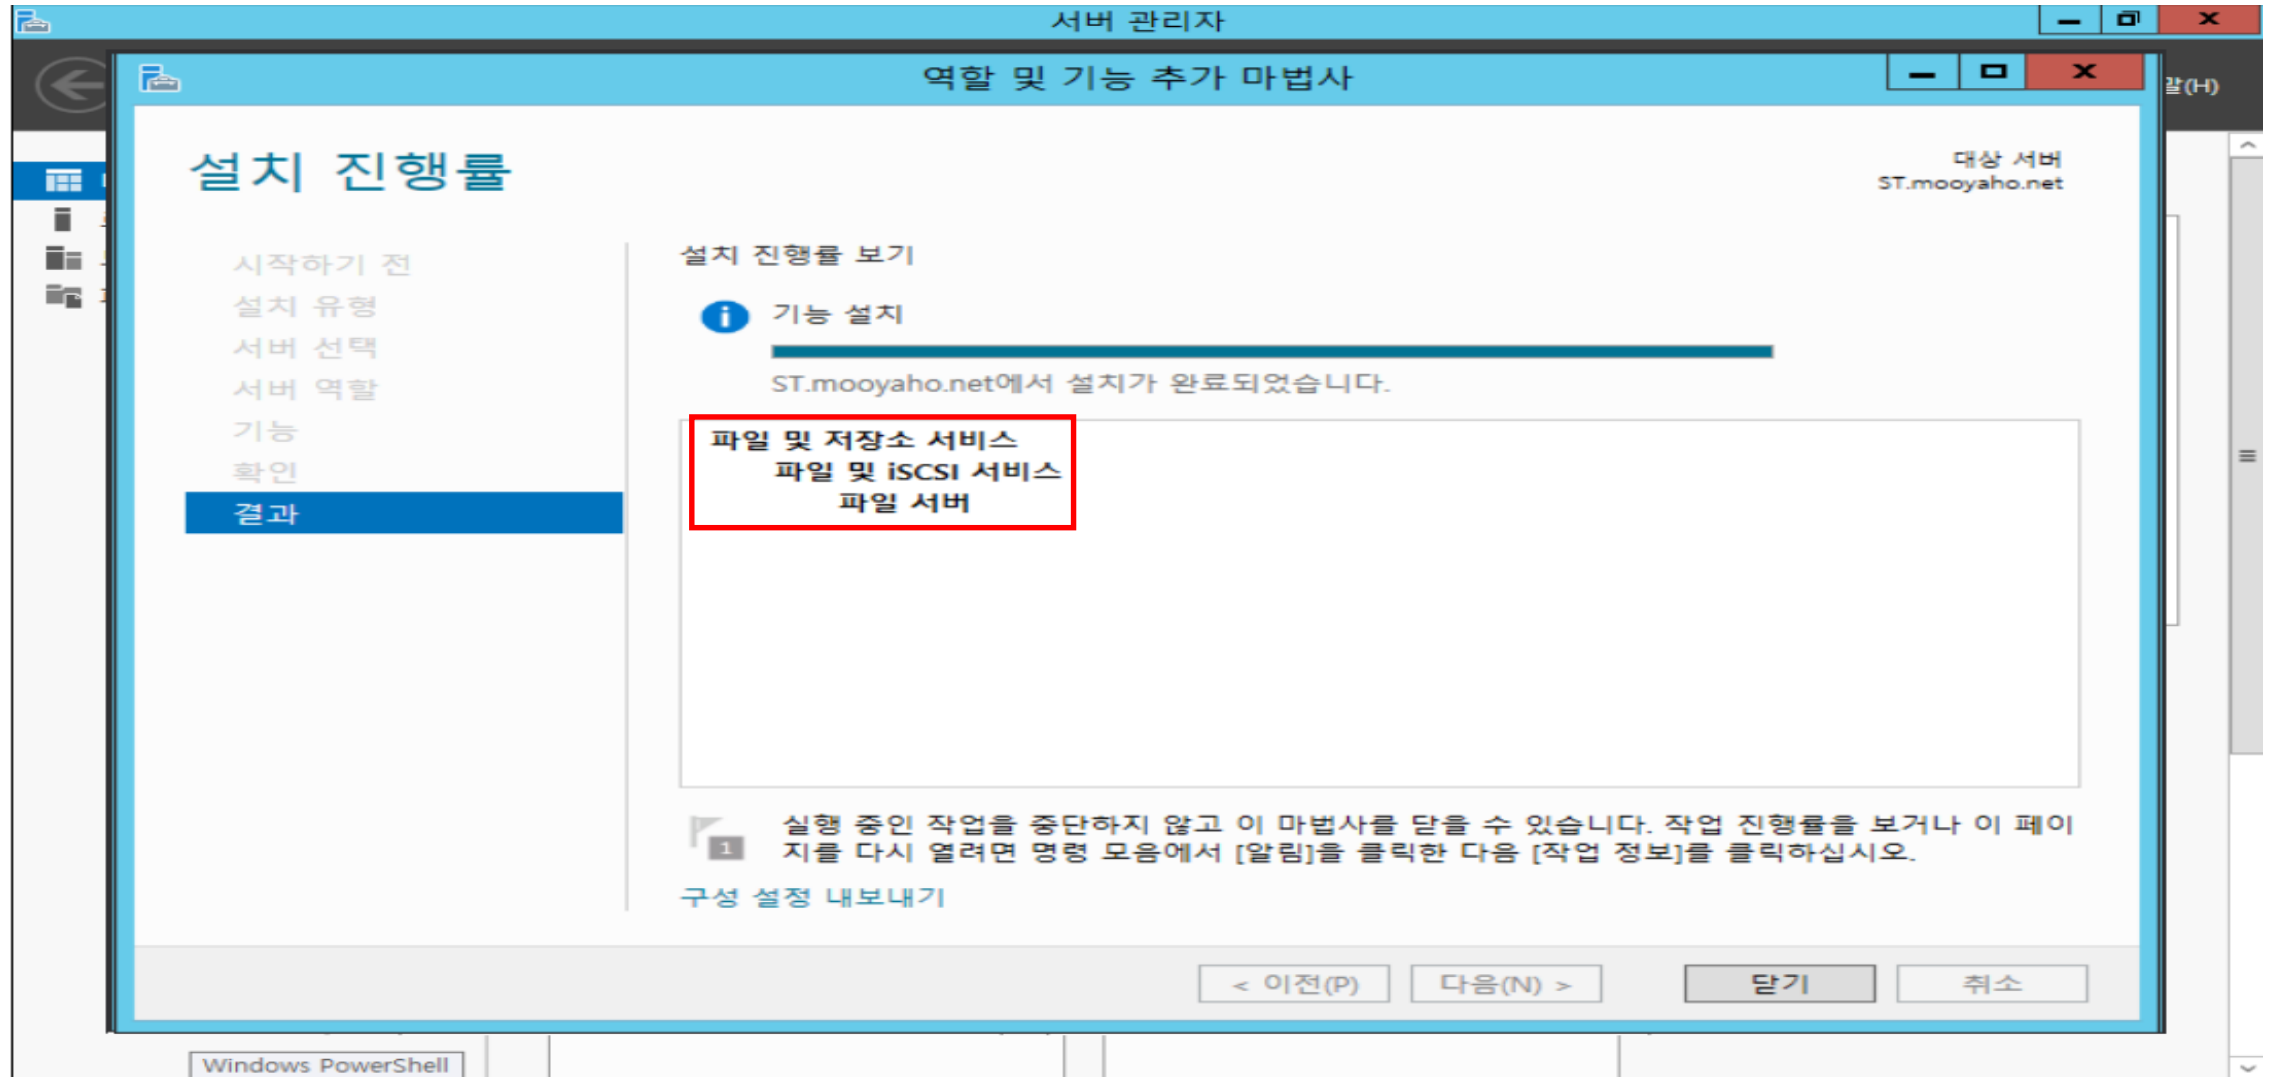 서버 관리자
역할 및 기능 추가 마법사
말(H)
설치 진행률
대상 서버
ST.mooyaho.net
시작하기 전
설치 유형
서버 선택
서버 역할
기능
확인
결과
설치 진행률 보기
기능 설치
ST.mooyaho.net에서 설치가 완료되었습니다.
파일 및 저장소 서비스
파일 및 iSCSI 서비스
파일 서버
1
실행 중인 작업을 중단하지 않고 이 마법사를 닫을 수 있습니다. 작업 진행률을 보거나 이 페이
지를 다시 열려면 명령 모음에서 [알림]을 클릭한 다음 [작업 정보]를 클릭하십시오.
구성 설정 내보내기
< 이전(P)
다음(N) >
닫기
취소
Windows PowerShell